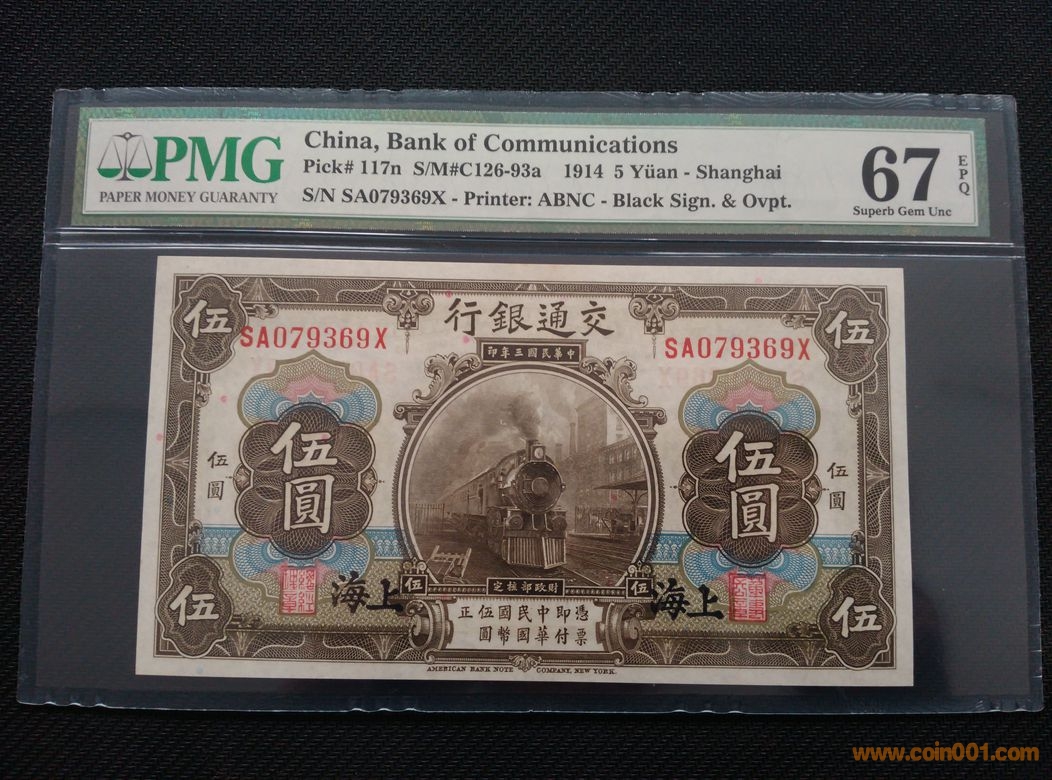 PMG
PAPER MONEY GUARANTY
China, Bank of Communications
Pick# 117n S/M#C126-93a 1914 5 Yüan - Shanghai
S/N SA079369X - Printer: ABNC - Black Sign. & Ovpt.
67
EPQ
Superb Gem Unc
伍
交通銀行
伍
SA079369X
SA079369X
中華民國三年印
伍圓
伍圓
伍圓
伍圓
上海
伍
財政部核定
伍
上海
伍
憑票即付中華民國國幣伍圓正
伍
AMERICAN BANK NOTE COMPANY, NEW YORK.
www.coin001.com